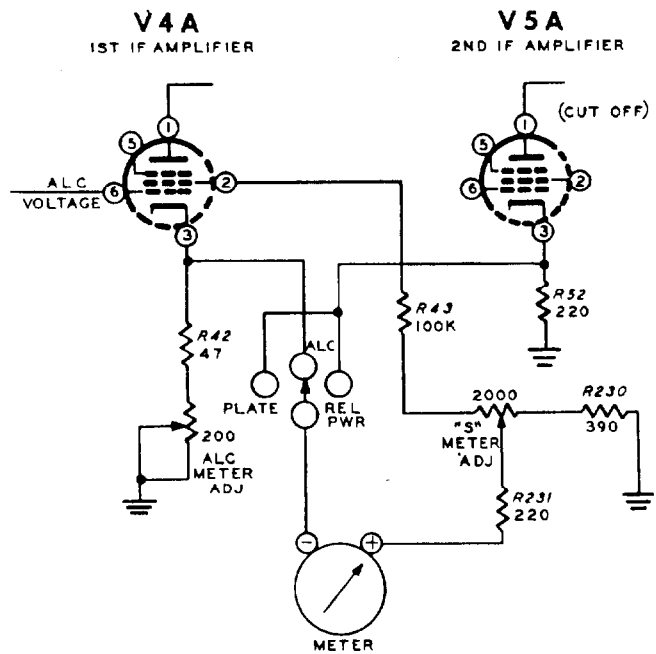 V4A
1ST IF AMPLIFIER
V5A
2ND IF AMPLIFIER
(CUT OFF)
1
5
2
6
3
ALC
VOLTAGE
1
5
2
6
3
R42
47
200
ALC
METER
ADJ
PLATE
ALC
REL
PWR
R43
100K
R52
220
2000
"S"
METER
ADJ
R230
390
R231
220
-
+
METER